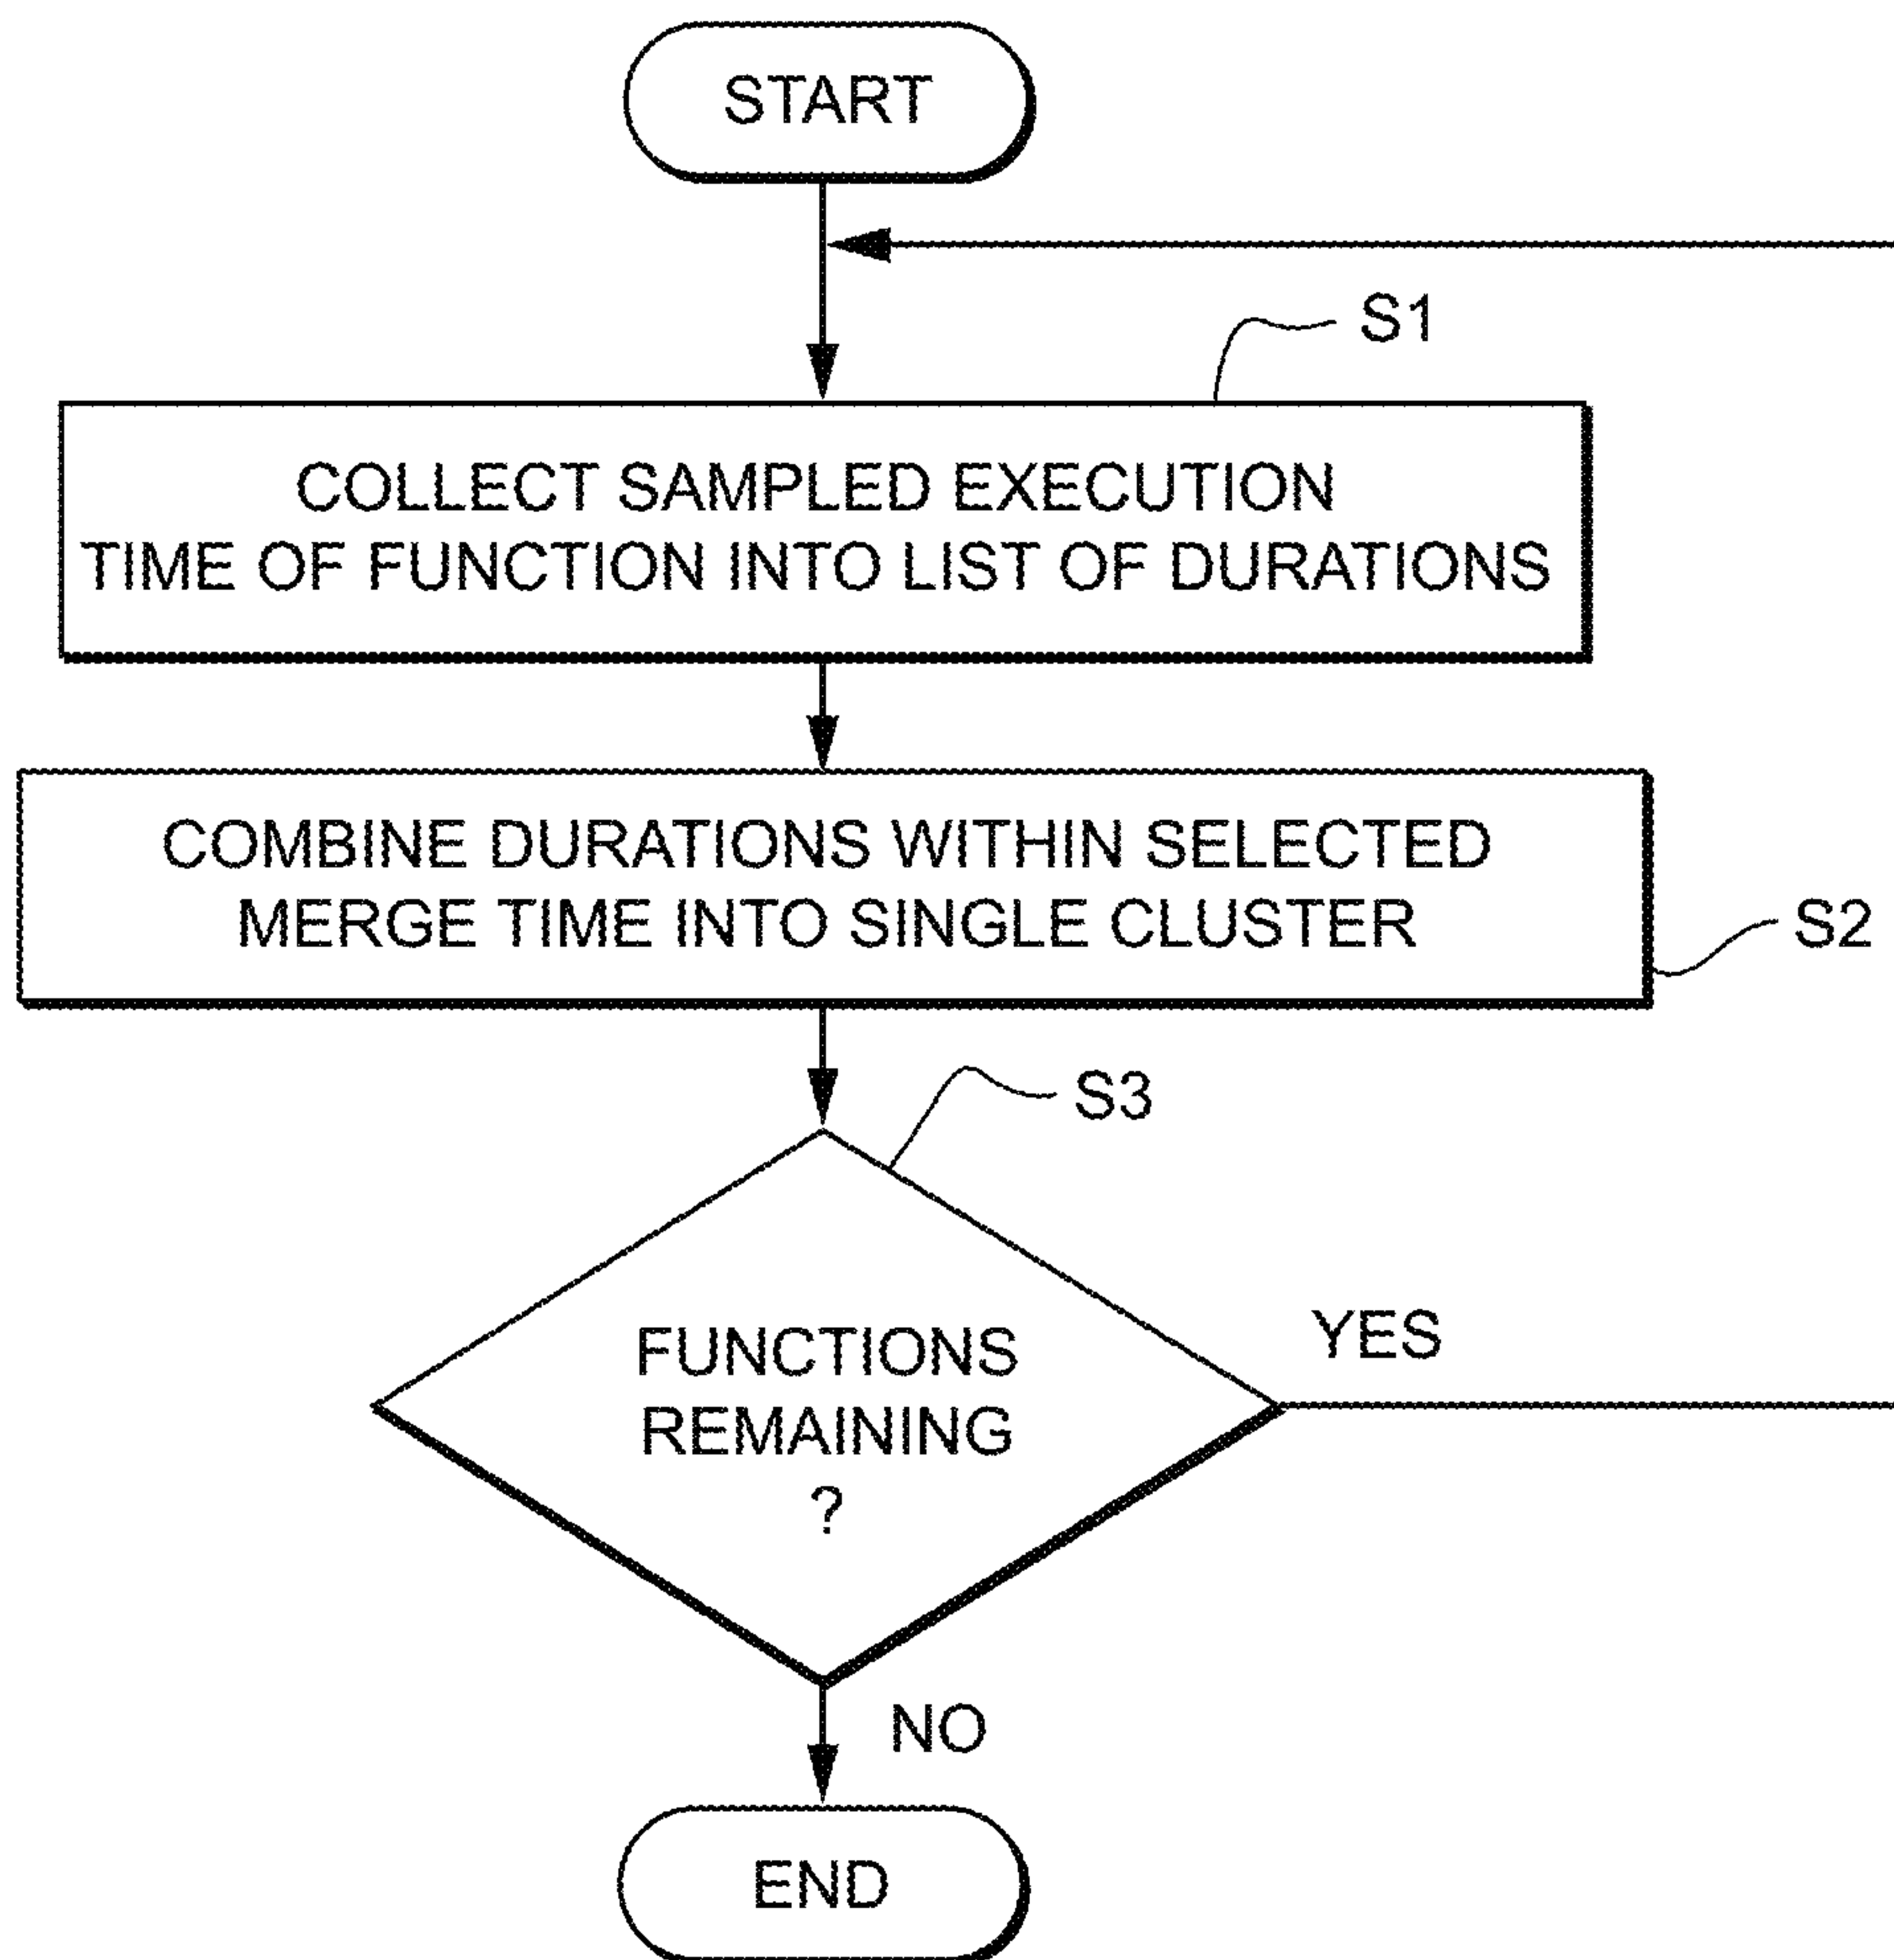 START
S1
COLLECT SAMPLED EXECUTION
TIME OF FUNCTION INTO LIST OF DURATIONS
COMBINE DURATIONS WITHIN SELECTED
MERGE TIME INTO SINGLE CLUSTER
S2
S3
FUNCTIONS
REMAINING
?
YES
NO
END